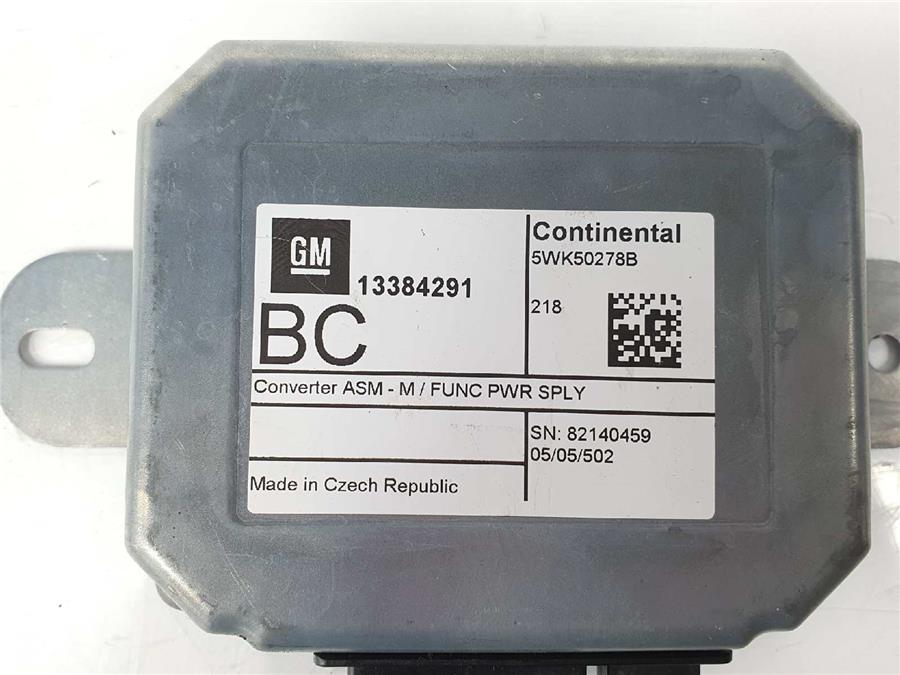 GM
13384291
BC
Continental
5WK50278B
218
Converter ASM - M / FUNC PWR SPLY
SN: 82140459
05/05/502
Made in Czech Republic